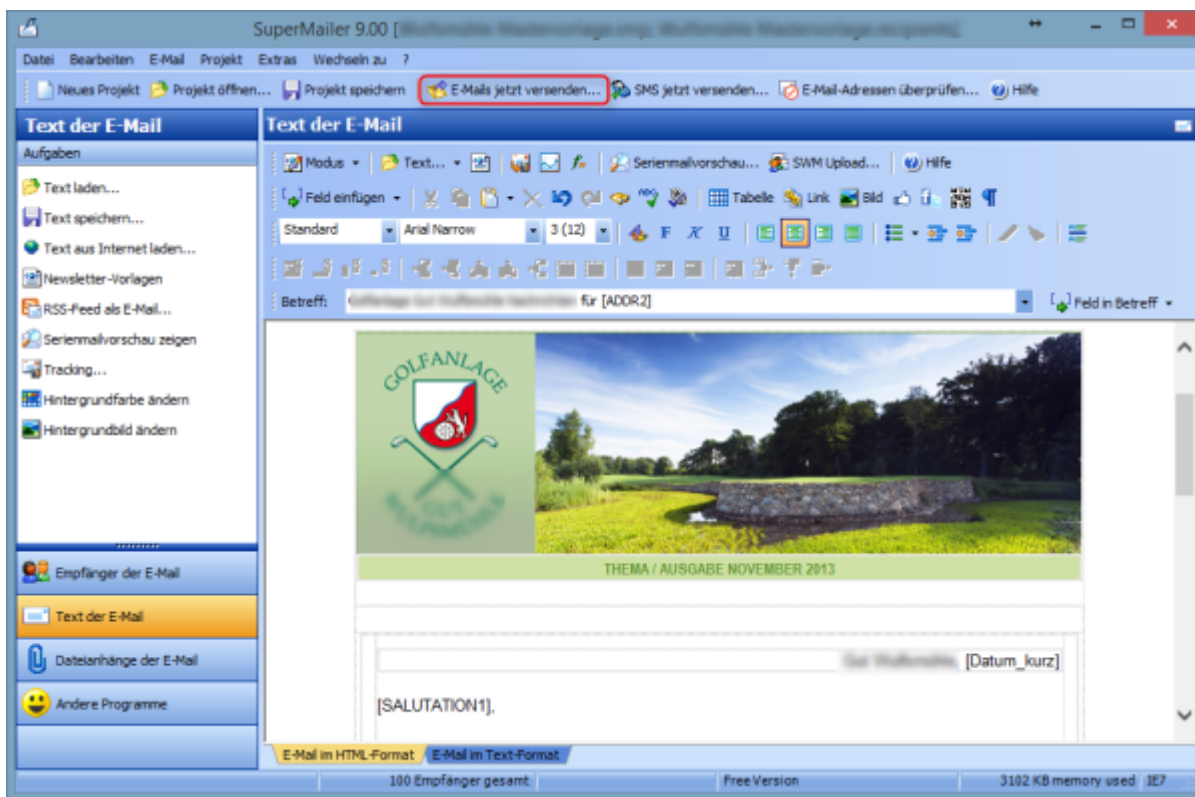 SuperMailer 9.00 [
Datei Bearbeiten E-Mail Projekt Extras Wechseln zu ?
Neues Projekt Projekt öffnen... Projekt speichern E-Mails jetzt versenden... SMS jetzt versenden... E-Mail-Adressen überprüfen... Hilfe
Text der E-Mail
Aufgaben
Text laden...
Text speichern...
Text aus Internet laden...
Newsletter-Vorlagen
RSS-Feed als E-Mail...
Serienmailvorschau zeigen
Tracking...
Hintergrundfarbe ändern
Hintergrundbild ändern
Empfänger der E-Mail
Text der E-Mail
Dateianhänge der E-Mail
Andere Programme
Text der E-Mail
Modus Text... Serienmailvorschau... SWM Upload... Hilfe
Feld einfügen Tabelle Link Bild
Standard Arial Narrow 3 (12) F K U
Betreff: für [ADDR2] Feld in Betreff
GOLFANLAGE
GUT
THEMA / AUSGABE NOVEMBER 2013
[Datum_kurz]
[SALUTATION1],
E-Mail im HTML-Format E-Mail im Text-Format
100 Empfänger gesamt Free Version 3102 KB memory used IE7